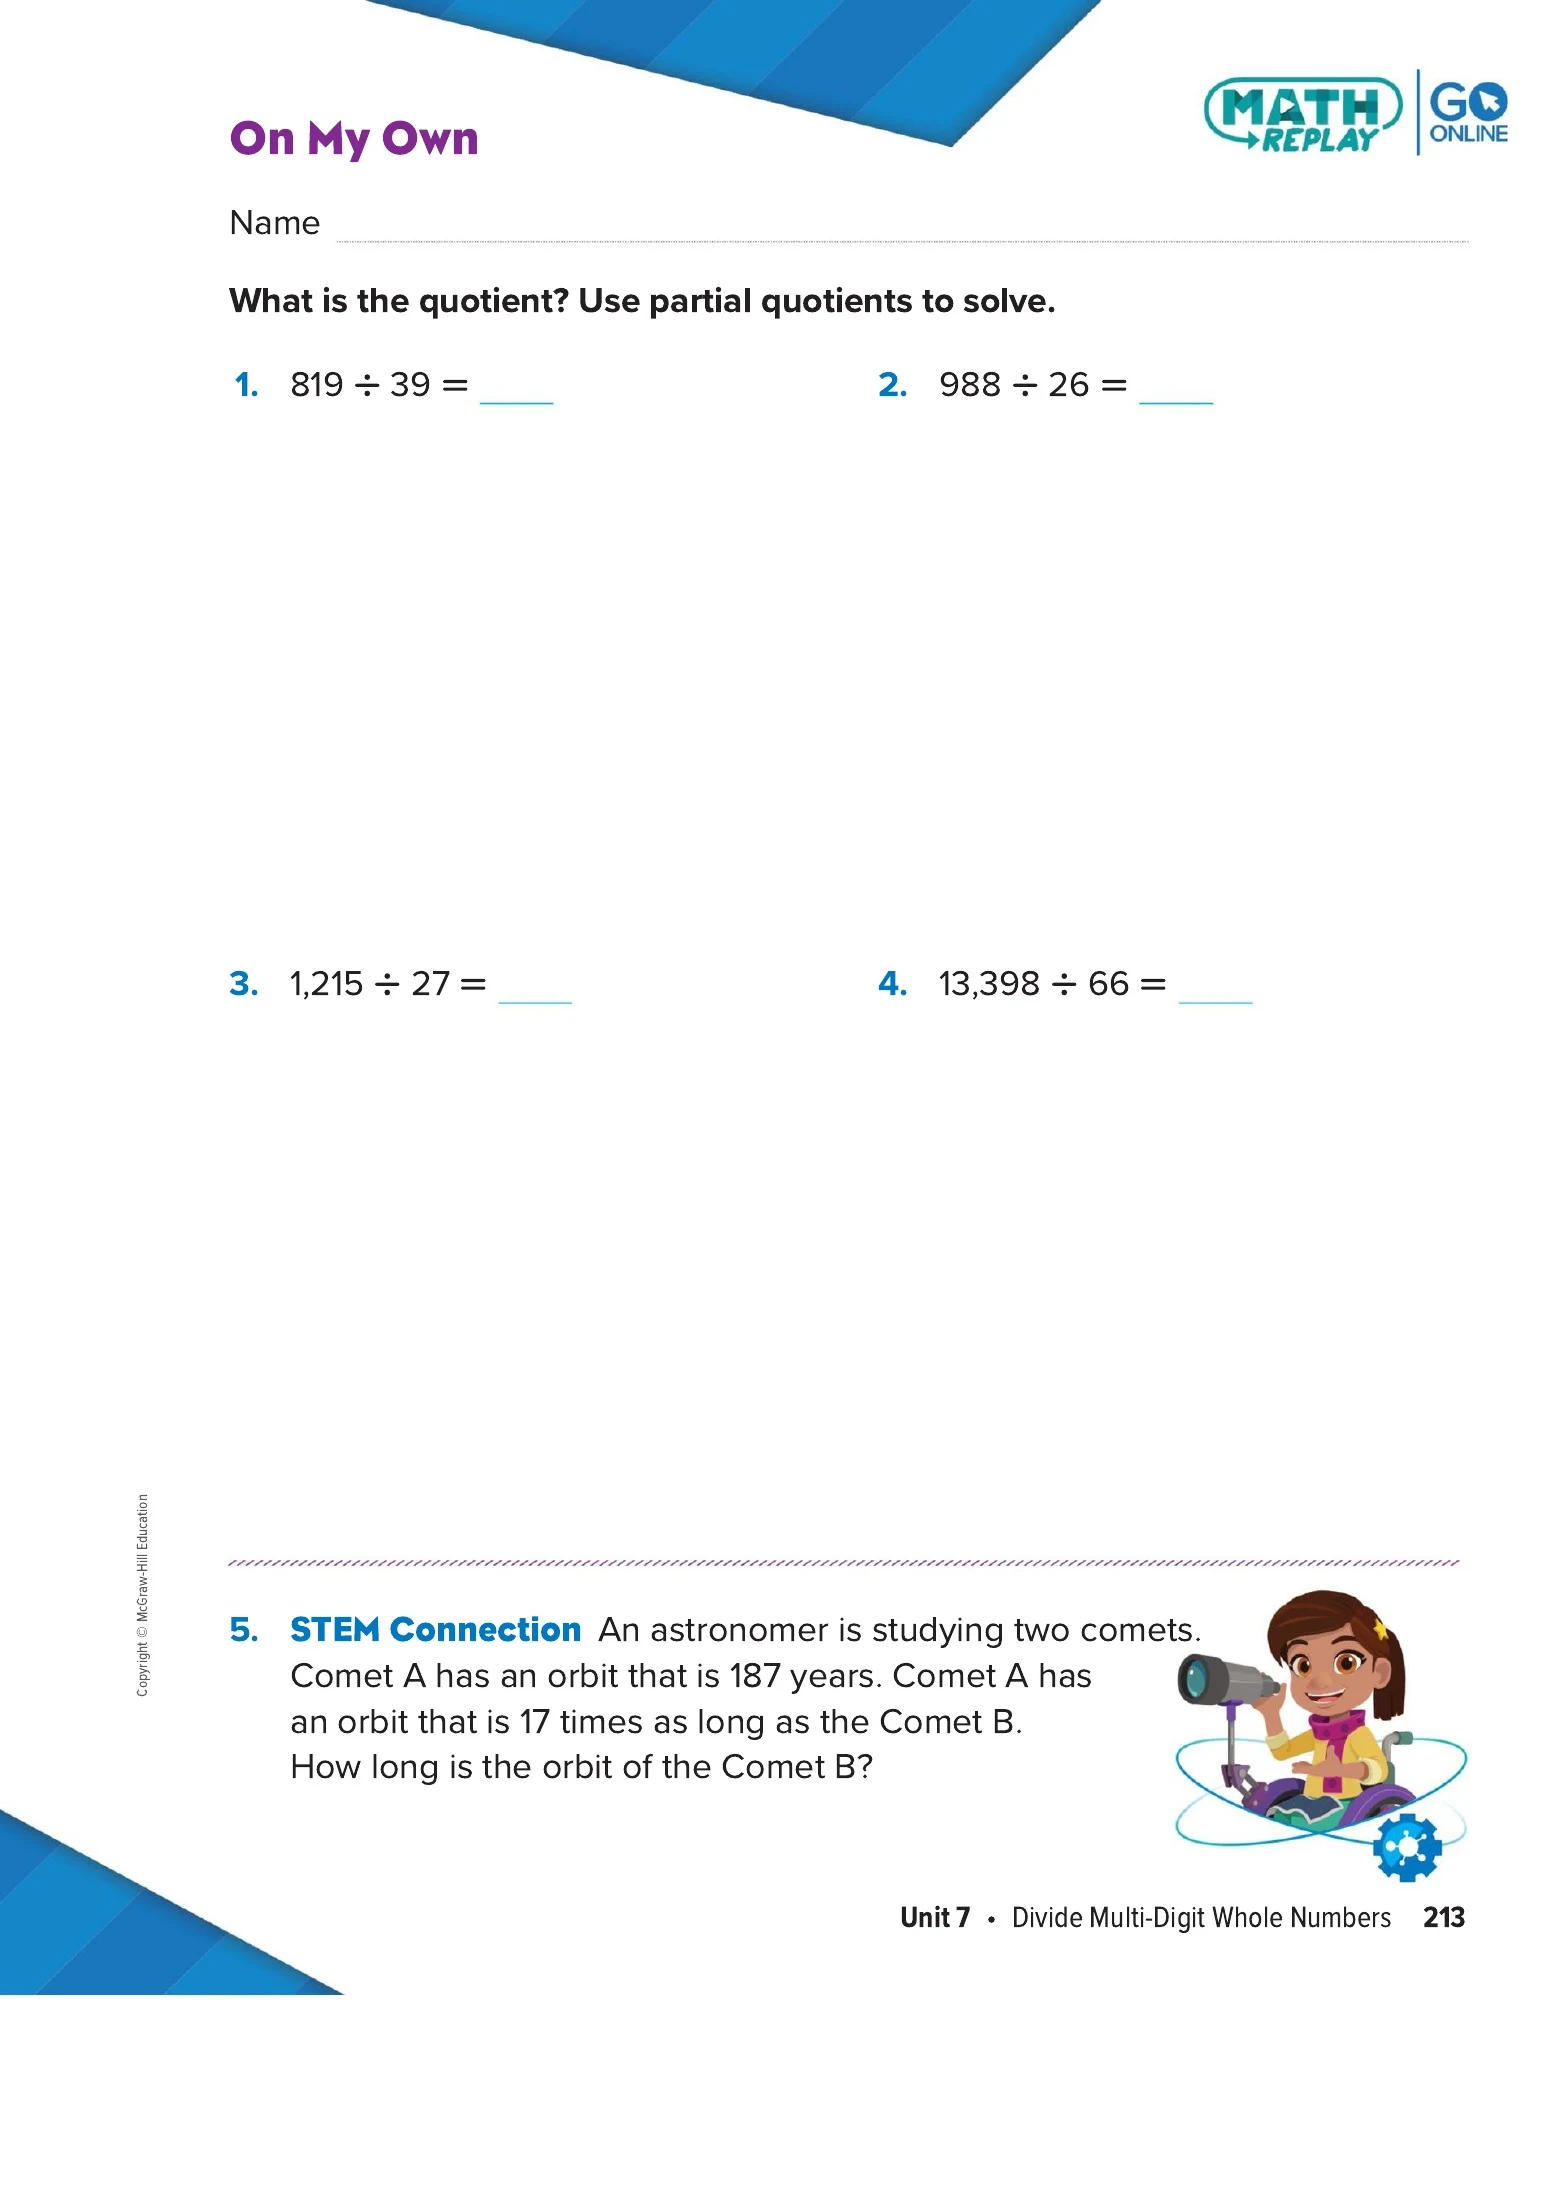 MATH
REPLAY
GO
ONLINE
On My Own
Name
What is the quotient? Use partial quotients to solve.
1. 819 ÷ 39 = ____
2. 988 ÷ 26 = ____
3. 1,215 ÷ 27 = ____
4. 13,398 ÷ 66 = ____
5. STEM Connection An astronomer is studying two comets.
Comet A has an orbit that is 187 years. Comet A has
an orbit that is 17 times as long as the Comet B.
How long is the orbit of the Comet B?
Copyright © McGraw-Hill Education
Unit 7 • Divide Multi-Digit Whole Numbers 213